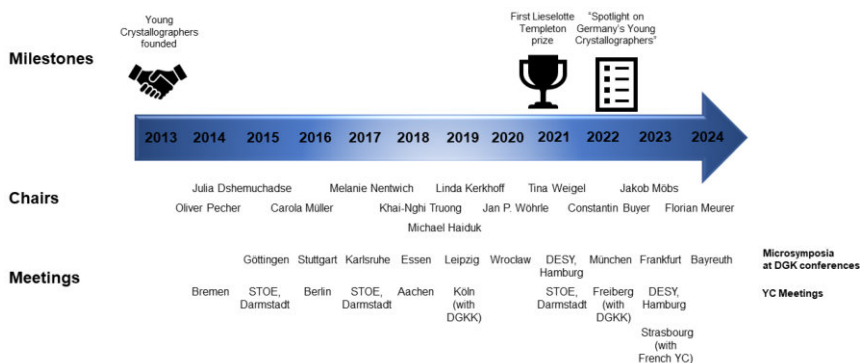 Young
Crystallographers
founded
First Lieselotte
Templeton
prize
"Spotlight on
Germany's Young
Crystallographers"
Milestones
2013 2014 2015 2016 2017 2018 2019 2020 2021 2022 2023 2024
Chairs
Julia Dshemuchadse Melanie Nentwich Linda Kerkhoff Tina Weigel Jakob Möbs
Oliver Pecher Carola Müller Khai-Nghi Truong Jan P. Wöhrle Constantin Buyer Florian Meurer
Michael Haiduk
Meetings
Göttingen Stuttgart Karlsruhe Essen Leipzig Wrocław DESY, München Frankfurt Bayreuth
Hamburg
Microsymposia
at DGK conferences
Bremen STOE, Berlin STOE, Aachen Köln STOE, Freiberg DESY,
Darmstadt Darmstadt (with Darmstadt (with Hamburg
DGKK) DGKK)
YC Meetings
Strasbourg
(with
French YC)